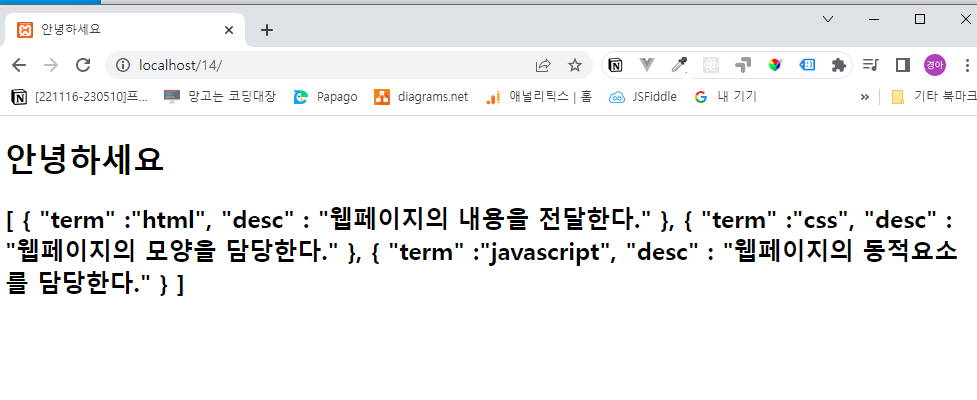 안녕하세요
localhost/14/
경아
[221116-230510]프... 망고는 코딩대장 Papago diagrams.net 애널리틱스 | 홈 JSFiddle 내 기기 » 기타 북마크
안녕하세요
[ { "term" :"html", "desc" : "웹페이지의 내용을 전달한다." }, { "term" :"css", "desc" :
"웹페이지의 모양을 담당한다." }, { "term" :"javascript", "desc" : "웹페이지의 동적요소
를 담당한다." } ]